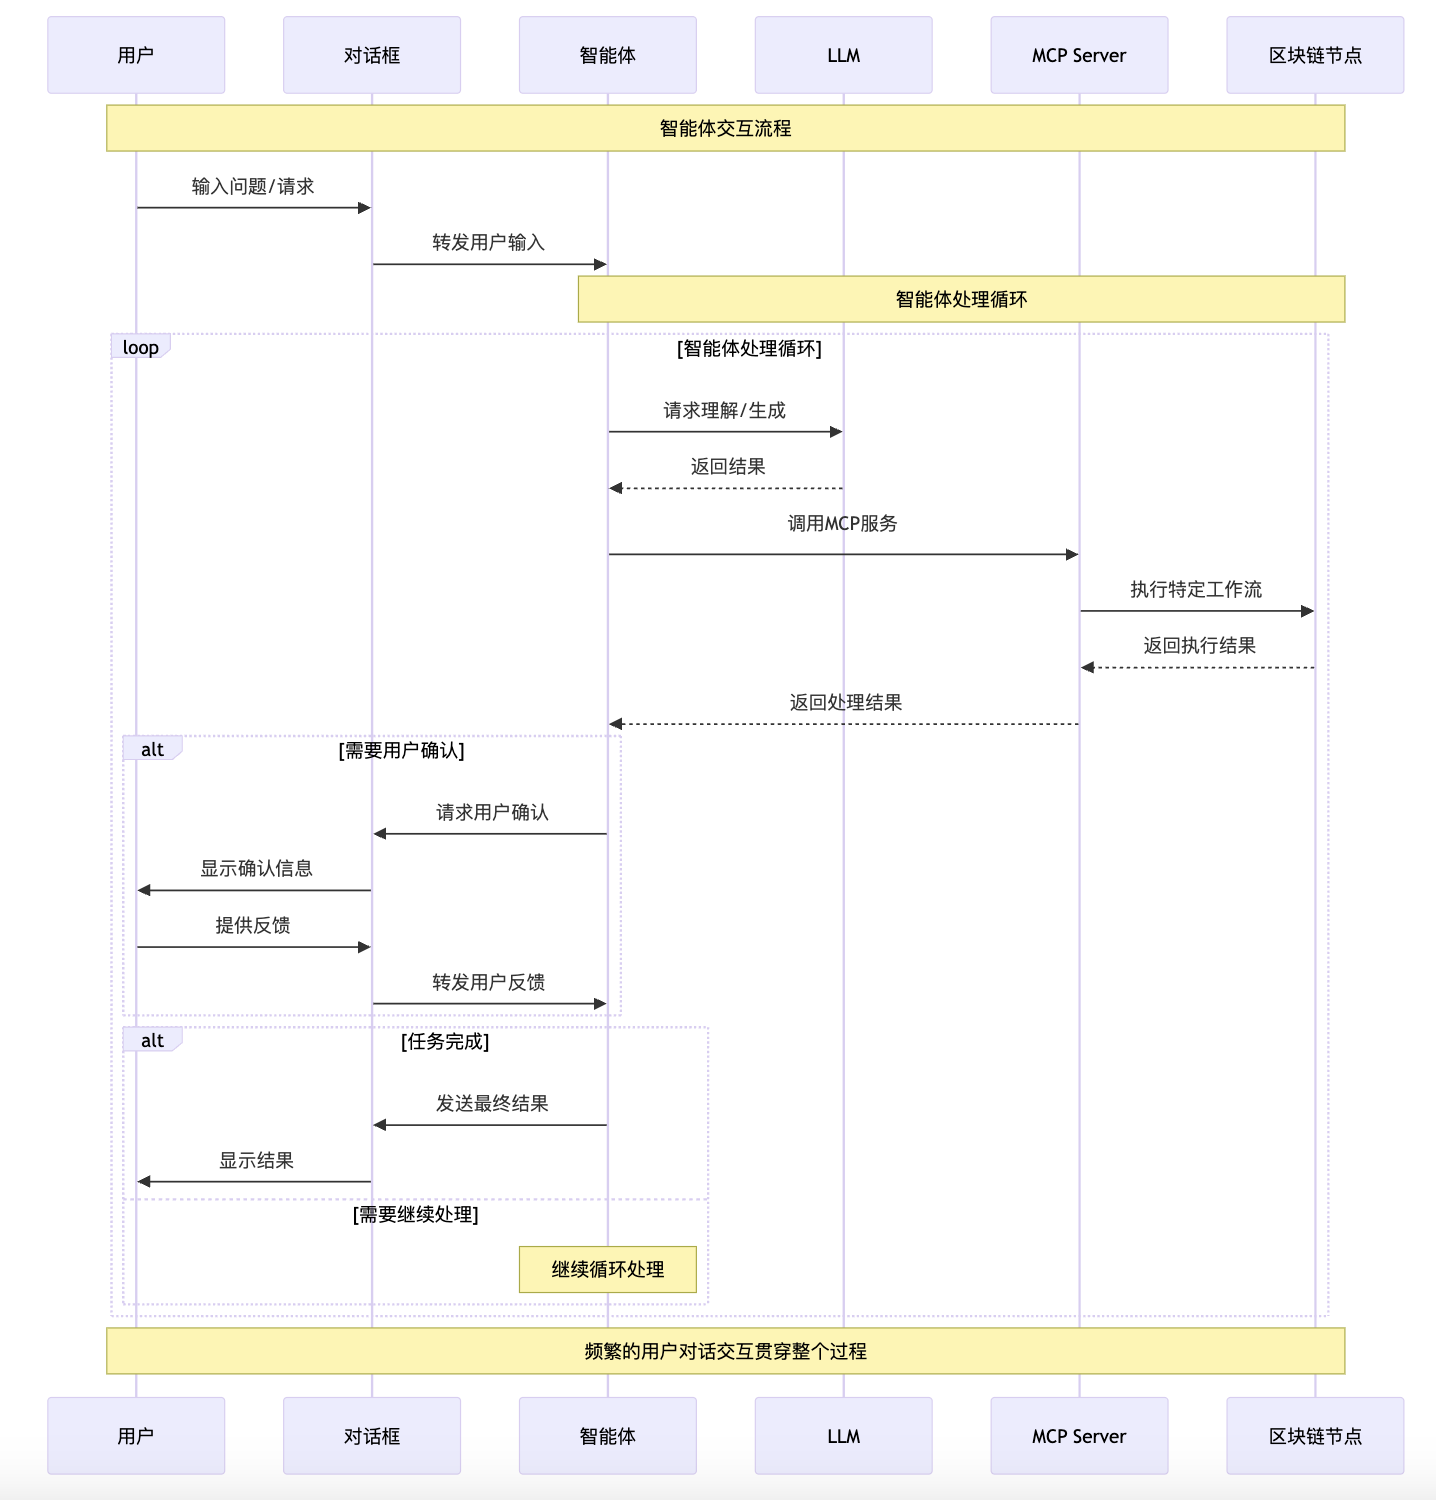 用户
对话框
智能体
LLM
MCP Server
区块链节点
智能体交互流程
输入问题/请求
转发用户输入
智能体处理循环
loop
[智能体处理循环]
请求理解/生成
返回结果
调用MCP服务
执行特定工作流
返回执行结果
返回处理结果
alt
[需要用户确认]
请求用户确认
显示确认信息
提供反馈
转发用户反馈
alt
[任务完成]
发送最终结果
显示结果
[需要继续处理]
继续循环处理
频繁的用户对话交互贯穿整个过程
用户
对话框
智能体
LLM
MCP Server
区块链节点